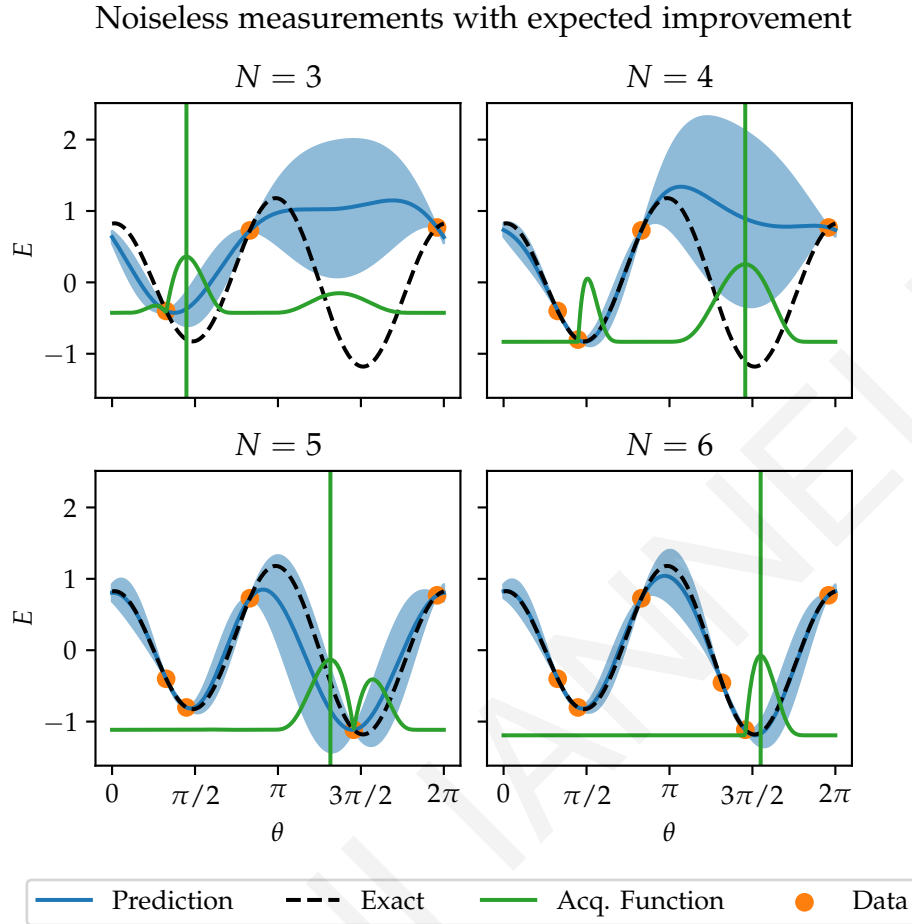 Noiseless measurements with expected improvement
N = 3
N = 4
2
1
0
−1
E
N = 5
N = 6
2
1
0
−1
E
0 π/2 π 3π/2 2π
0 π/2 π 3π/2 2π
θ
θ
Prediction Exact Acq. Function Data